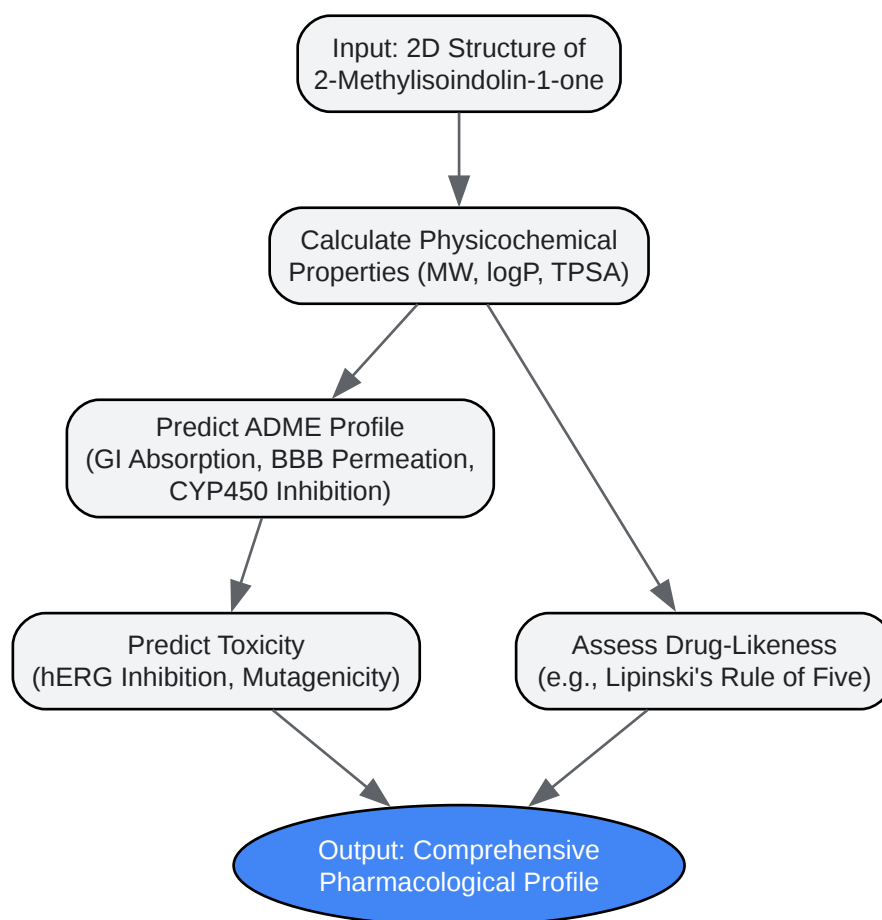 Input: 2D Structure of
2-Methylisoindolin-1-one
Calculate Physicochemical
Properties (MW, logP, TPSA)
Predict ADME Profile
(GI Absorption, BBB Permeation,
CYP450 Inhibition)
Predict Toxicity
(hERG Inhibition, Mutagenicity)
Assess Drug-Likeness
(e.g., Lipinski's Rule of Five)
Output: Comprehensive
Pharmacological Profile